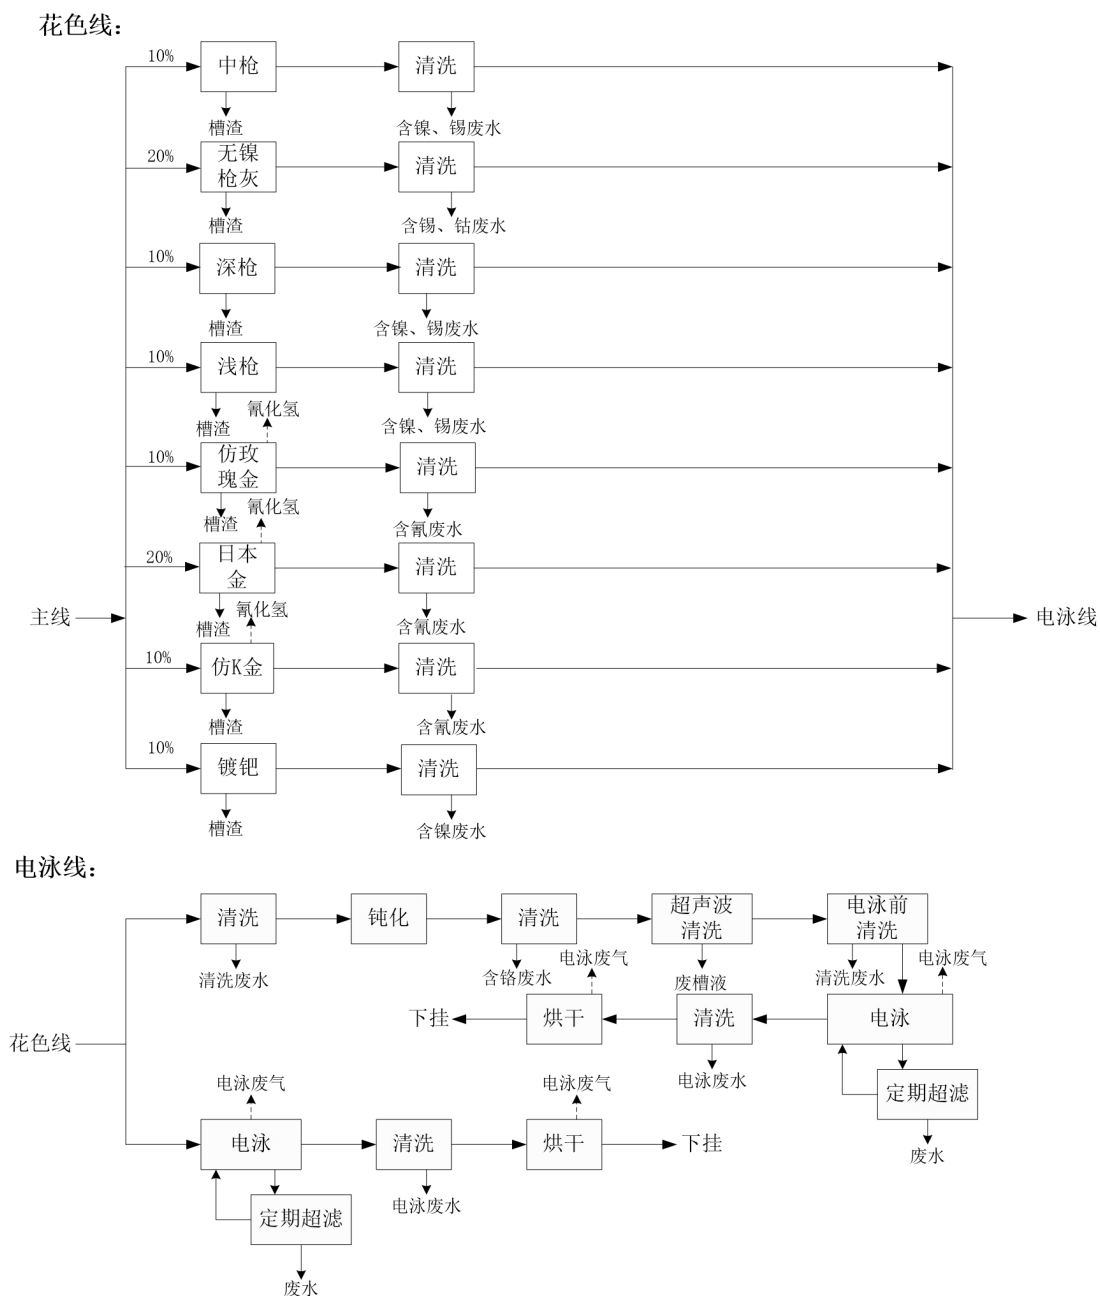 花色线：
10%
中枪
清洗
槽渣
含镍、锡废水
20%
无镍
枪灰
清洗
槽渣
含锡、钴废水
10%
深枪
清洗
槽渣
含镍、锡废水
10%
浅枪
清洗
槽渣
含镍、锡废水
氰化氢
10%
仿玫
瑰金
清洗
槽渣
含氰废水
氰化氢
20%
日本
金
清洗
槽渣
含氰废水
氰化氢
主线
电泳线
10%
仿K金
清洗
槽渣
含氰废水
10%
镀钯
清洗
槽渣
含镍废水
电泳线：
清洗
钝化
清洗
超声波
清洗
电泳前
清洗
清洗废水
含铬废水
电泳废气
废槽液
清洗废水
电泳废气
下挂
烘干
清洗
电泳
花色线
电泳废水
定期超滤
废水
电泳废气
电泳废气
电泳
清洗
烘干
下挂
电泳废水
定期超滤
废水